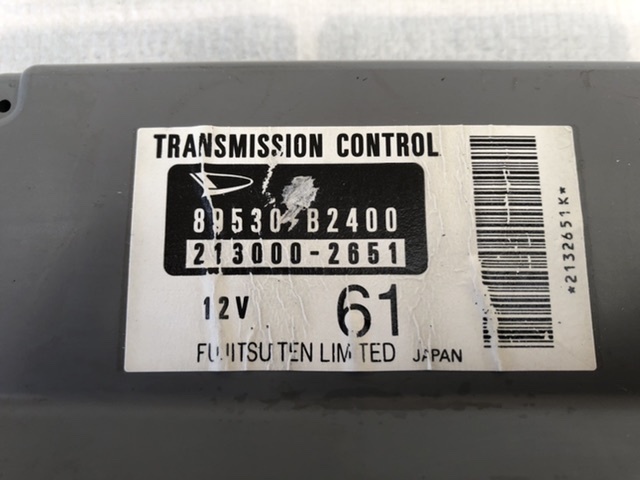 TRANSMISSION CONTROL
89530-B2400
213000-2651
12V
61
FUJITSU TEN LIMITED JAPAN
*2132651K*